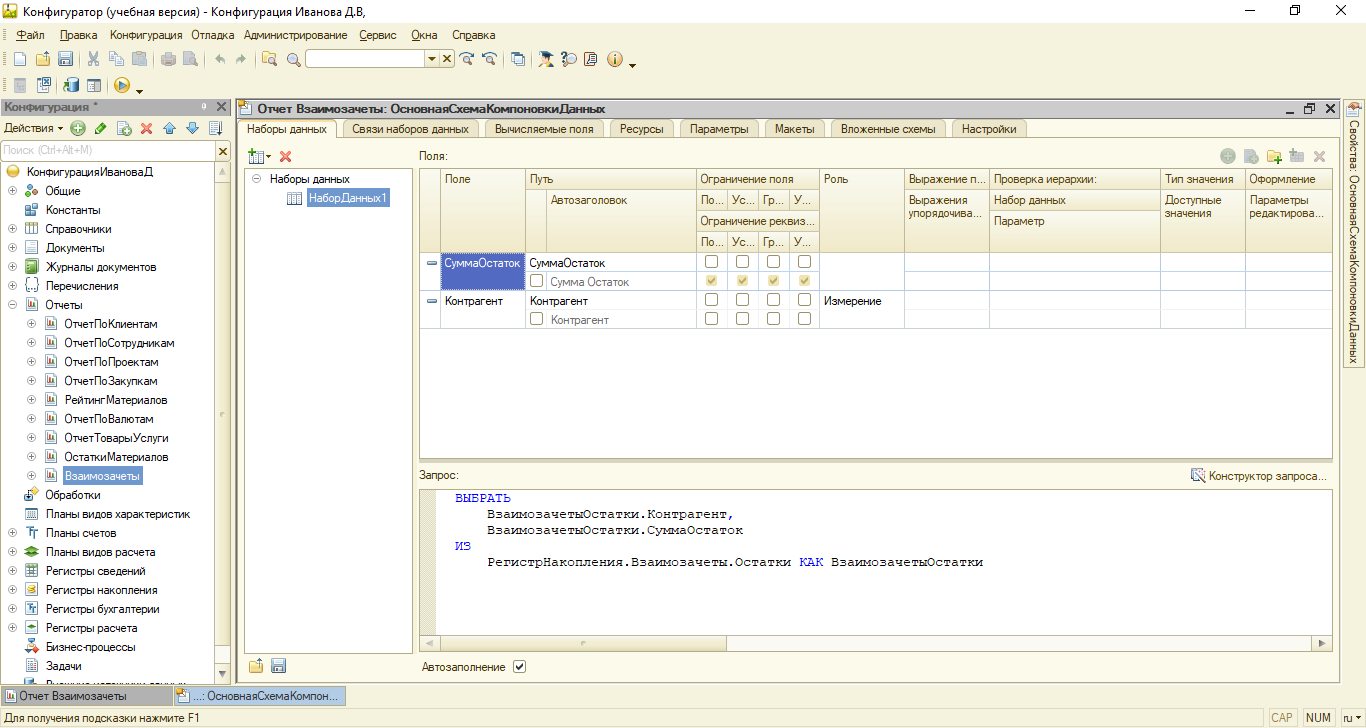 Конфигуратор (учебная версия) - Конфигурация Иванова Д.В,
Файл Правка Конфигурация Отладка Администрирование Сервис Окна Справка
Конфигурация *
Действия
Поиск (Ctrl+Alt+M)
КонфигурацияИвановаД
Общие
Константы
Справочники
Документы
Журналы документов
Перечисления
Отчеты
ОтчетПоКлиентам
ОтчетПоСотрудникам
ОтчетПоПроектам
ОтчетПоЗакупкам
РейтингМатериалов
ОтчетПоВалютам
ОтчетТоварыУслуги
ОстаткиМатериалов
Взаимозачеты
Обработки
Планы видов характеристик
Планы счетов
Планы видов расчета
Регистры сведений
Регистры накопления
Регистры бухгалтерии
Регистры расчета
Бизнес-процессы
Задачи
Отчет Взаимозачеты: ОсновнаяСхемаКомпоновкиДанных
Наборы данных Связи наборов данных Вычисляемые поля Ресурсы Параметры Макеты Вложенные схемы Настройки
Наборы данных
НаборДанных1
Поля:
Поле Путь Ограничение поля Роль Выражение п... Проверка иерархии: Тип значения Оформление
Автозаголовок По... Ус... Гр... У... Выражения упорядочива... Набор данных Доступные значения Параметры редактирова...
Ограничение реквиз... Параметр
По... Ус... Гр... У...
СуммаОстаток СуммаОстаток
Сумма Остаток
Контрагент Контрагент Измерение
Контрагент
Запрос:
Конструктор запроса...
ВЫБРАТЬ
ВзаимозачетыОстатки.Контрагент,
ВзаимозачетыОстатки.СуммаОстаток
ИЗ
РегистрНакопления.Взаимозачеты.Остатки КАК ВзаимозачетыОстатки
Автозаполнение
Свойства: ОсновнаяСхемаКомпоновкиДанных
Отчет Взаимозачеты
...: ОсновнаяСхемаКомпон...
Для получения подсказки нажмите F1
CAP NUM ru